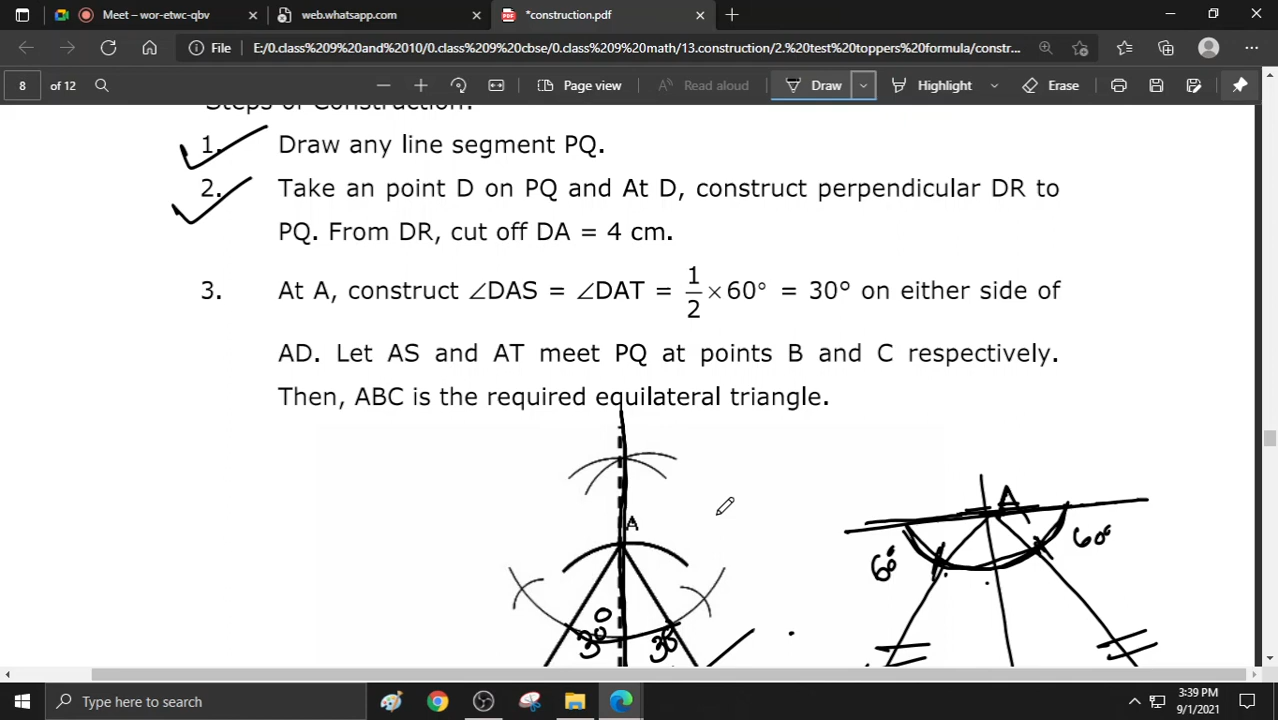 Meet – wor-etwc-qbv
web.whatsapp.com
*construction.pdf
File
E:/0.class%209%20and%2010/0.class%209%20cbse/0.class%209%20math/13.construction/2.%20test%20toppers%20formula/constr...
8 of 12
Page view
Read aloud
Draw
Highlight
Erase
Steps of Construction:
1. Draw any line segment PQ.
2. Take an point D on PQ and At D, construct perpendicular DR to
PQ. From DR, cut off DA = 4 cm.
3. At A, construct ∠DAS = ∠DAT = 1/2 × 60° = 30° on either side of
AD. Let AS and AT meet PQ at points B and C respectively.
Then, ABC is the required equilateral triangle.
A
A
60°
60°
30°
30
Type here to search
3:39 PM
9/1/2021